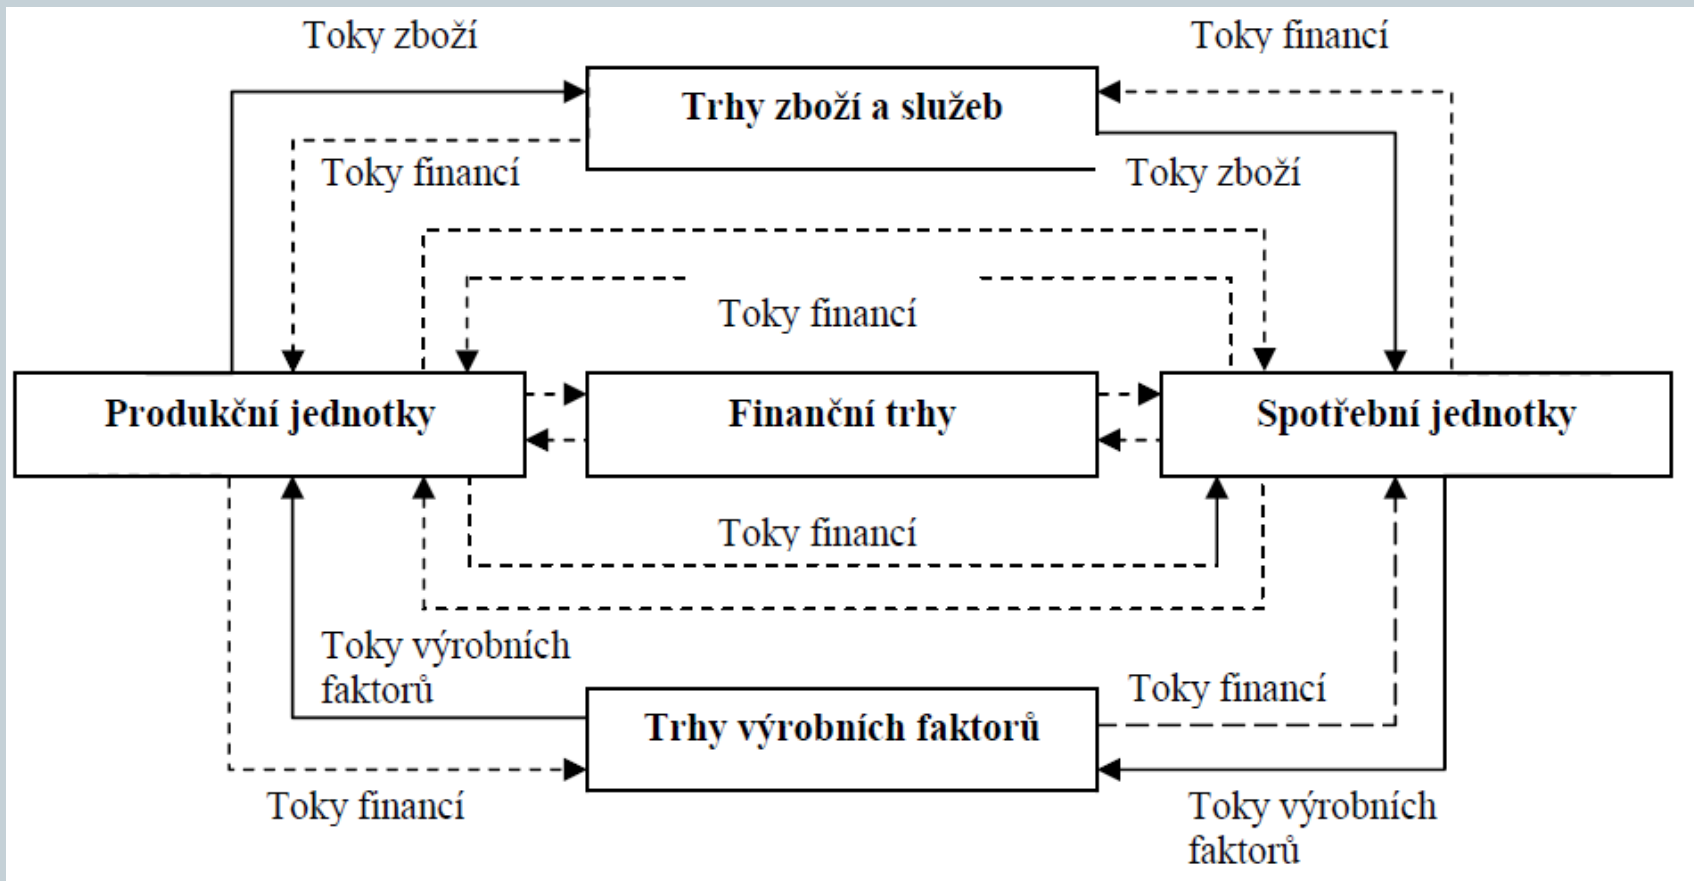 Toky zboží
Toky financí
Trhy zboží a služeb
Toky financí
Toky zboží
Toky financí
Produkční jednotky
Finanční trhy
Spotřební jednotky
Toky financí
Toky výrobních
faktorů
Toky financí
Trhy výrobních faktorů
Toky financí
Toky výrobních
faktorů